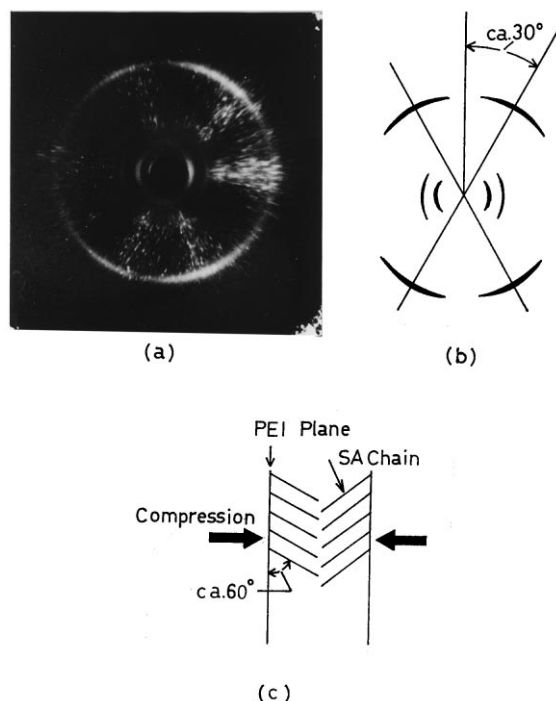 ca.30°
(a)
(b)
PEI Plane
SA Chain
Compression
ca.60°
(c)